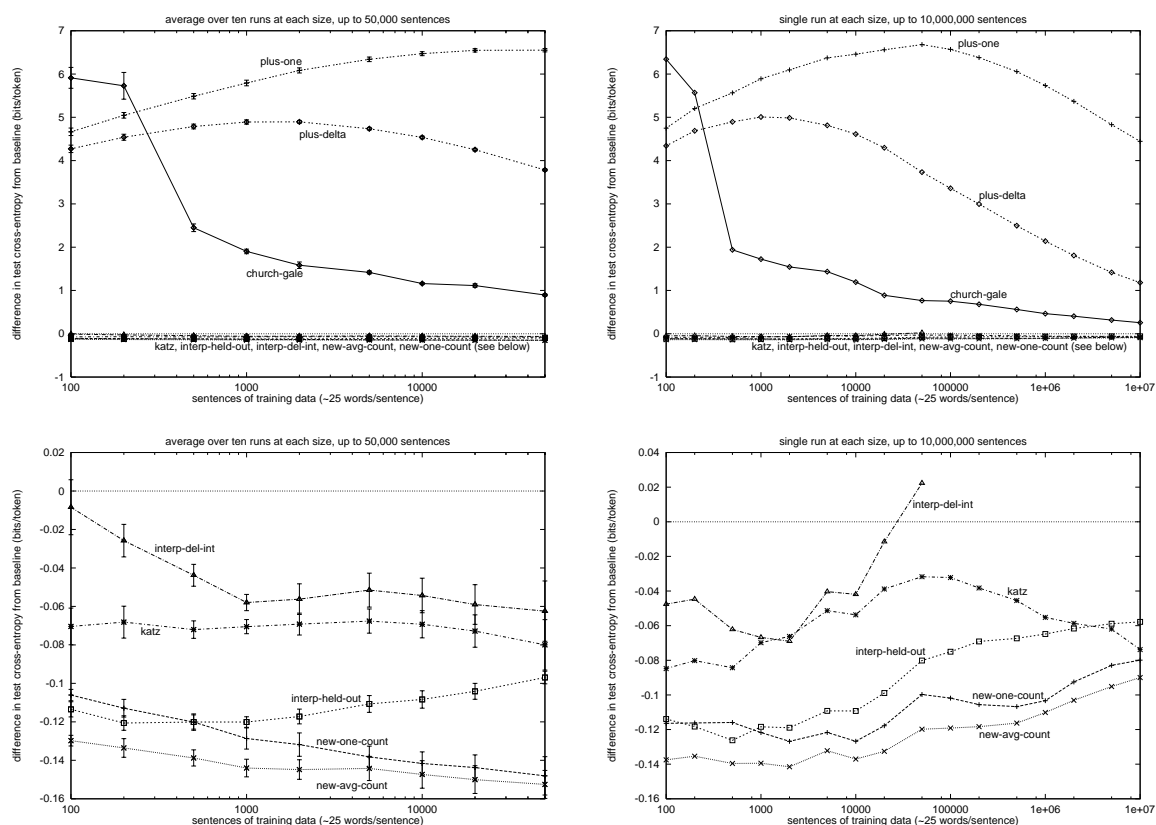 average over ten runs at each size, up to 50,000 sentences
difference in test cross-entropy from baseline (bits/token)
7
6
5
4
3
2
1
0
-1
plus-one
plus-delta
church-gale
katz, interp-held-out, interp-del-int, new-avg-count, new-one-count (see below)
100 1000 10000
sentences of training data (~25 words/sentence)
single run at each size, up to 10,000,000 sentences
difference in test cross-entropy from baseline (bits/token)
7
6
5
4
3
2
1
0
-1
plus-one
plus-delta
church-gale
katz, interp-held-out, interp-del-int, new-avg-count, new-one-count (see below)
100 1000 10000 100000 1e+06 1e+07
sentences of training data (~25 words/sentence)
average over ten runs at each size, up to 50,000 sentences
difference in test cross-entropy from baseline (bits/token)
0.02
0
-0.02
-0.04
-0.06
-0.08
-0.1
-0.12
-0.14
-0.16
interp-del-int
katz
interp-held-out
new-one-count
new-avg-count
100 1000 10000
sentences of training data (~25 words/sentence)
single run at each size, up to 10,000,000 sentences
difference in test cross-entropy from baseline (bits/token)
0.04
0.02
0
-0.02
-0.04
-0.06
-0.08
-0.1
-0.12
-0.14
-0.16
interp-del-int
katz
interp-held-out
new-one-count
new-avg-count
100 1000 10000 100000 1e+06 1e+07
sentences of training data (~25 words/sentence)